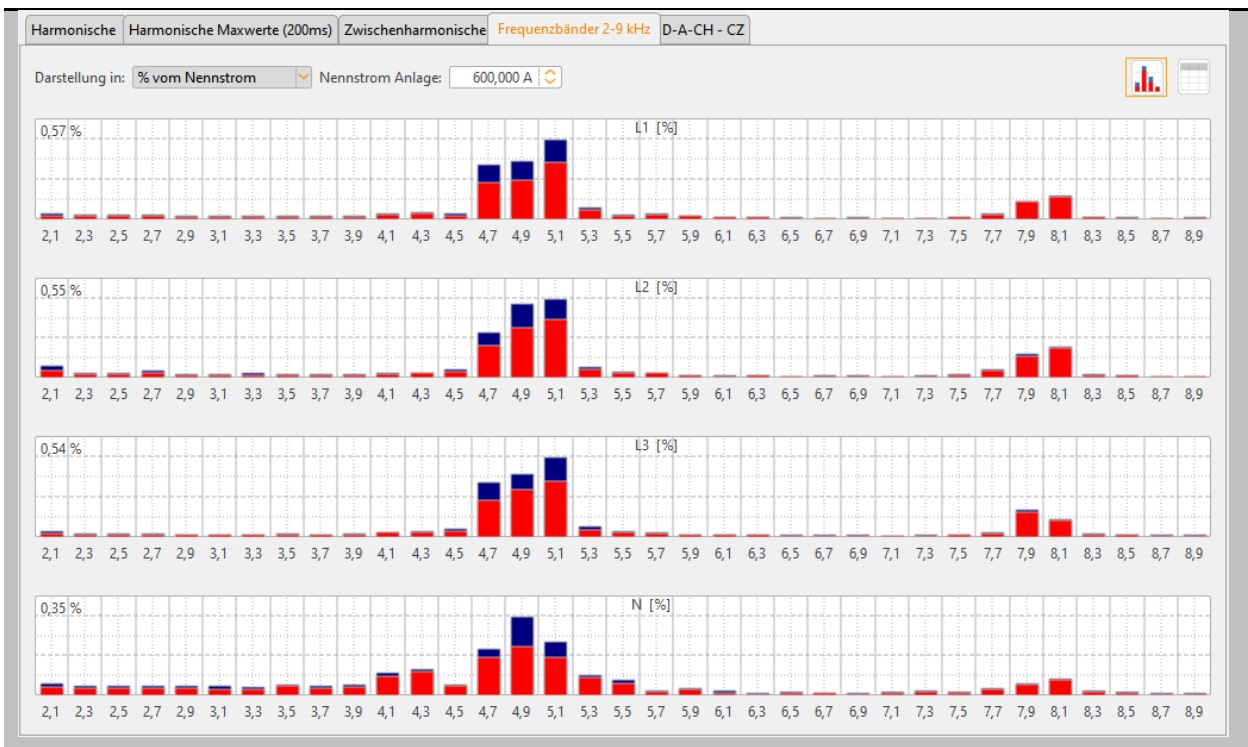 Harmonische Harmonische Maxwerte (200ms) Zwischenharmonische Frequenzbänder 2-9 kHz D-A-CH - CZ
Darstellung in: % vom Nennstrom Nennstrom Anlage: 600,000 A
0,57 % L1 [%]
2,1 2,3 2,5 2,7 2,9 3,1 3,3 3,5 3,7 3,9 4,1 4,3 4,5 4,7 4,9 5,1 5,3 5,5 5,7 5,9 6,1 6,3 6,5 6,7 6,9 7,1 7,3 7,5 7,7 7,9 8,1 8,3 8,5 8,7 8,9
0,55 % L2 [%]
2,1 2,3 2,5 2,7 2,9 3,1 3,3 3,5 3,7 3,9 4,1 4,3 4,5 4,7 4,9 5,1 5,3 5,5 5,7 5,9 6,1 6,3 6,5 6,7 6,9 7,1 7,3 7,5 7,7 7,9 8,1 8,3 8,5 8,7 8,9
0,54 % L3 [%]
2,1 2,3 2,5 2,7 2,9 3,1 3,3 3,5 3,7 3,9 4,1 4,3 4,5 4,7 4,9 5,1 5,3 5,5 5,7 5,9 6,1 6,3 6,5 6,7 6,9 7,1 7,3 7,5 7,7 7,9 8,1 8,3 8,5 8,7 8,9
0,35 % N [%]
2,1 2,3 2,5 2,7 2,9 3,1 3,3 3,5 3,7 3,9 4,1 4,3 4,5 4,7 4,9 5,1 5,3 5,5 5,7 5,9 6,1 6,3 6,5 6,7 6,9 7,1 7,3 7,5 7,7 7,9 8,1 8,3 8,5 8,7 8,9